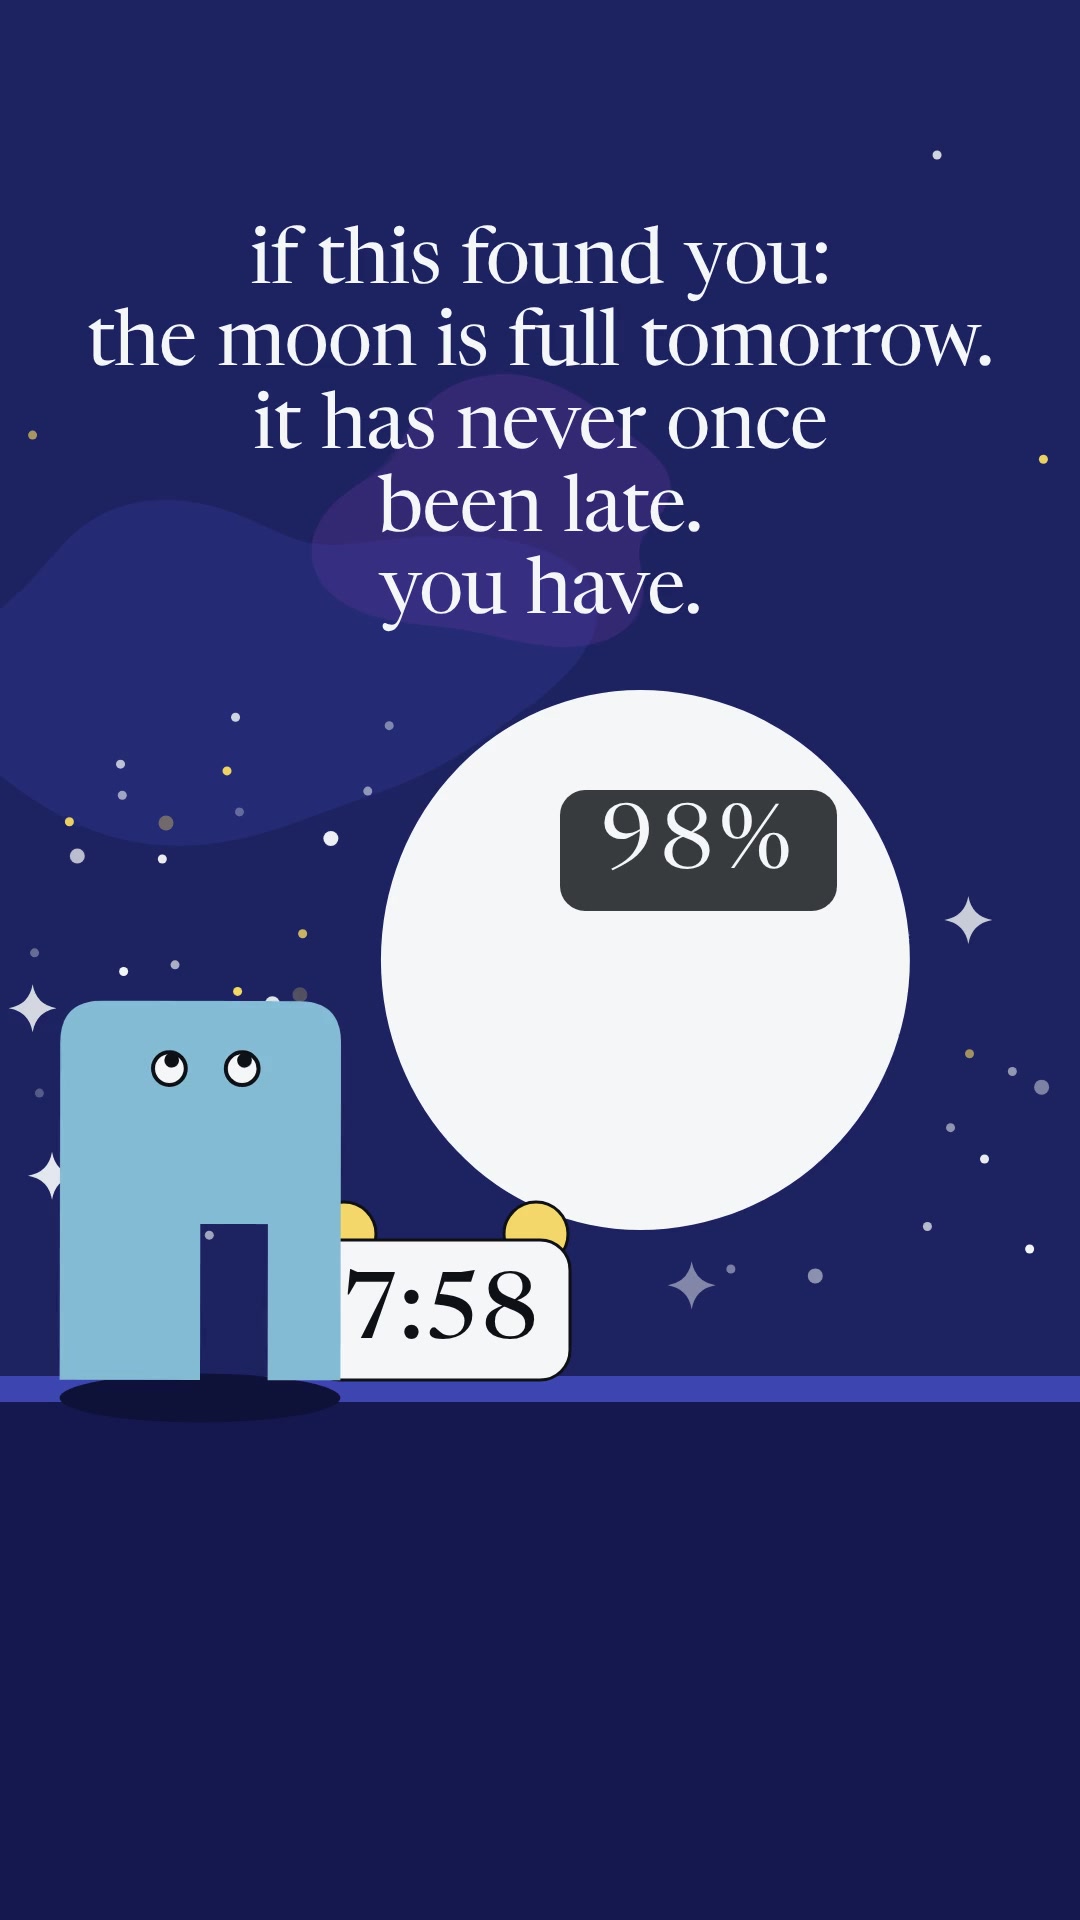 if this found you:
the moon is full tomorrow.
it has never once
been late.
you have.
98%
7:58